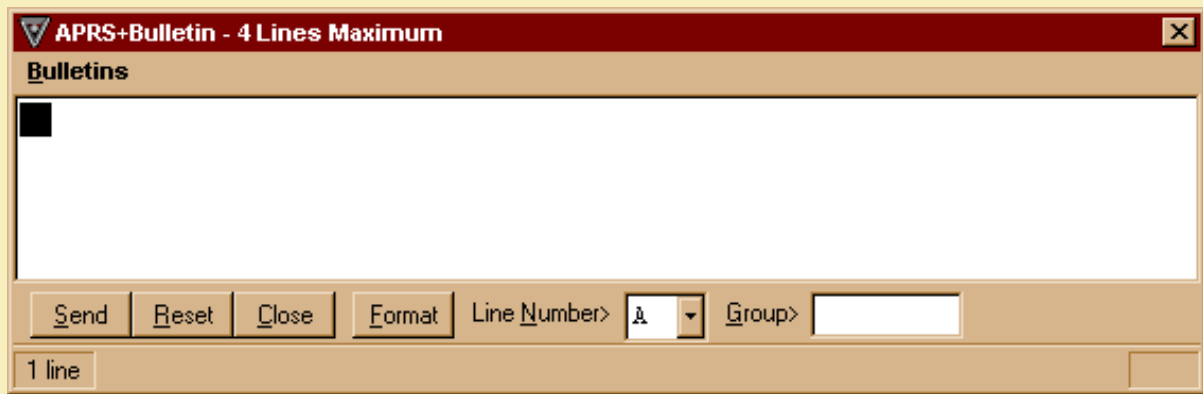 APRS+Bulletin - 4 Lines Maximum
Bulletins
Send Reset Close Format Line Number> A Group>
1 line